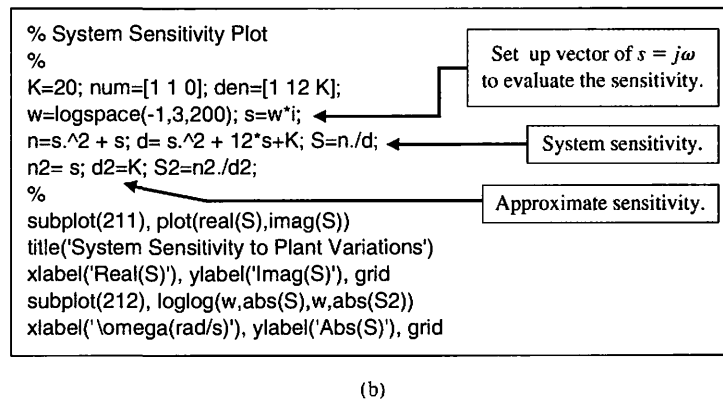 % System Sensitivity Plot
%
K=20; num=[1 1 0]; den=[1 12 K];
w=logspace(-1,3,200); s=w*i;
n=s.^2 + s; d= s.^2 + 12*s+K; S=n./d;
n2= s; d2=K; S2=n2./d2;
%
subplot(211), plot(real(S),imag(S))
title('System Sensitivity to Plant Variations')
xlabel('Real(S)'), ylabel('Imag(S)'), grid
subplot(212), loglog(w,abs(S),w,abs(S2))
xlabel('\omega(rad/s)'), ylabel('Abs(S)'), grid
Set up vector of s = jω
to evaluate the sensitivity.
System sensitivity.
Approximate sensitivity.
(b)